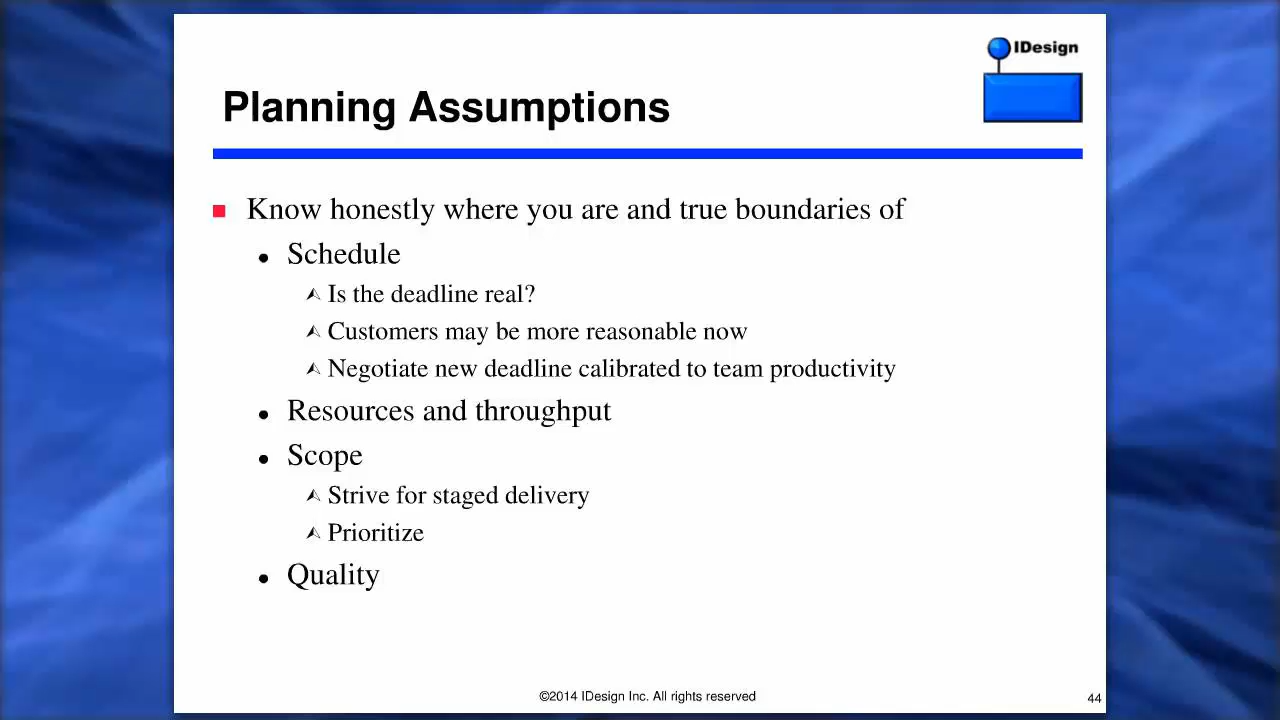 IDesign
Planning Assumptions
Know honestly where you are and true boundaries of
Schedule
Is the deadline real?
Customers may be more reasonable now
Negotiate new deadline calibrated to team productivity
Resources and throughput
Scope
Strive for staged delivery
Prioritize
Quality
©2014 IDesign Inc. All rights reserved
44